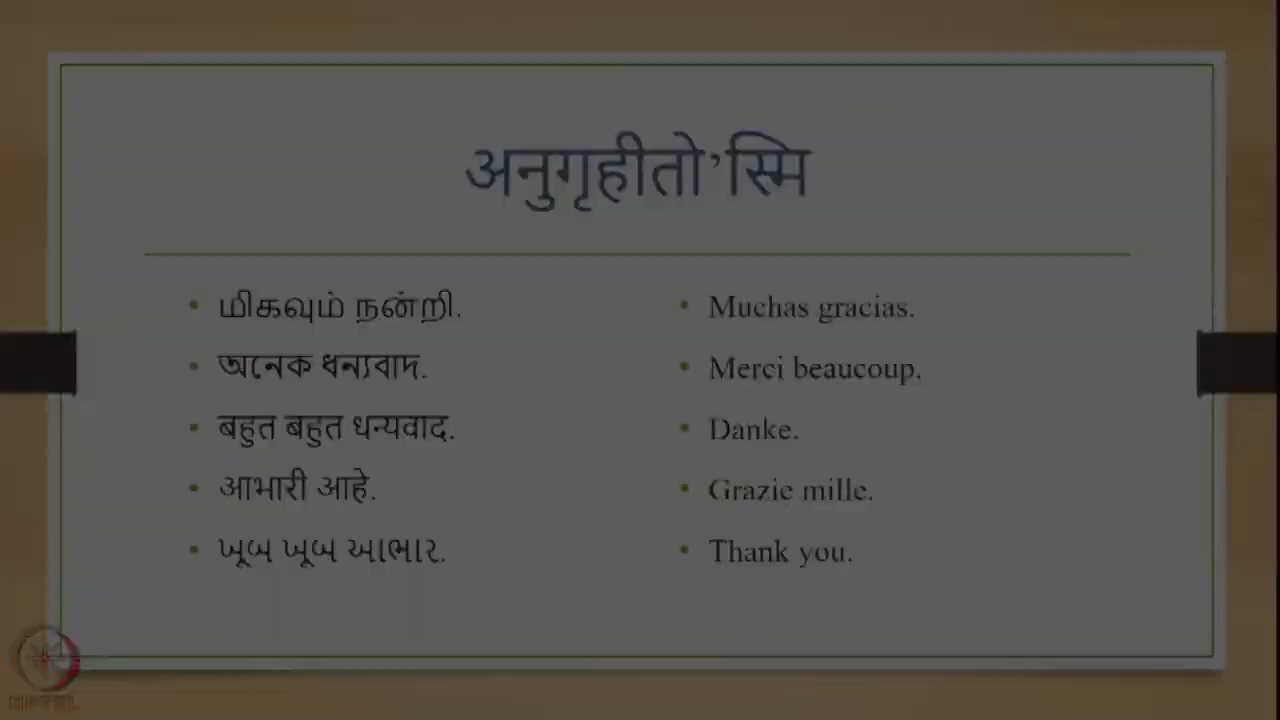 अनुगृहीतो’स्मि
மிகவும் நன்றி.
অনেক ধন্যবাদ.
बहुत बहुत धन्यवाद.
आभारी आहे.
ખૂબ ખૂબ આભાર.
Muchas gracias.
Merci beaucoup.
Danke.
Grazie mille.
Thank you.
NPTEL